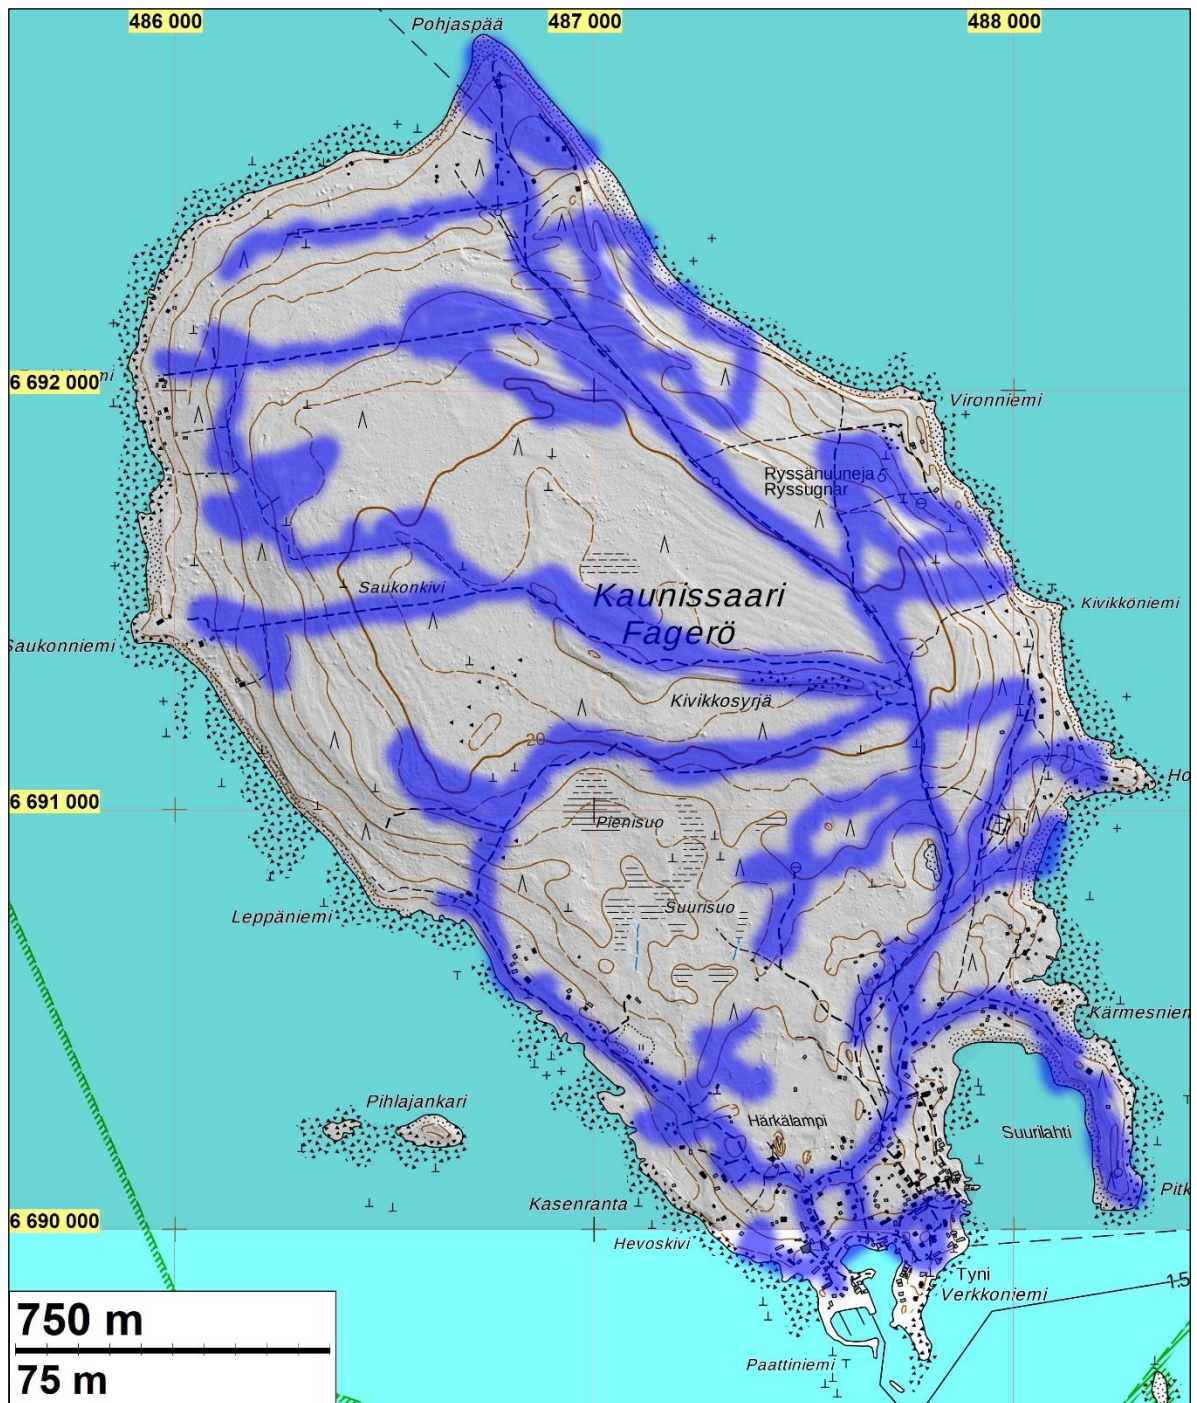 486 000
487 000
488 000
Pohjaspää
6 692 000
Vironniemi
Ryssänuuneja
Ryssugnar
Saukonkivi
Kaunissaari
Fagerö
Kivikköniemi
Saukonniemi
Kivikkosyrjä
20
6 691 000
Pienisuo
Leppäniemi
Suurisuo
Pihlajankari
Härkälampi
Suurilahti
Kasenranta
6 690 000
Hevoskivi
Tyni
Verkkoniemi
1.5
750 m
75 m
Paattiniemi